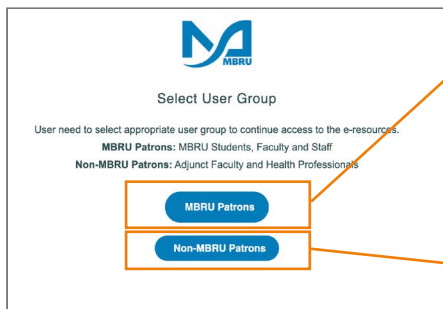 MBRU
Select User Group
User need to select appropriate user group to continue access to the e-resources.
MBRU Patrons: MBRU Students, Faculty and Staff
Non-MBRU Patrons: Adjunct Faculty and Health Professionals
MBRU Patrons
Non-MBRU Patrons